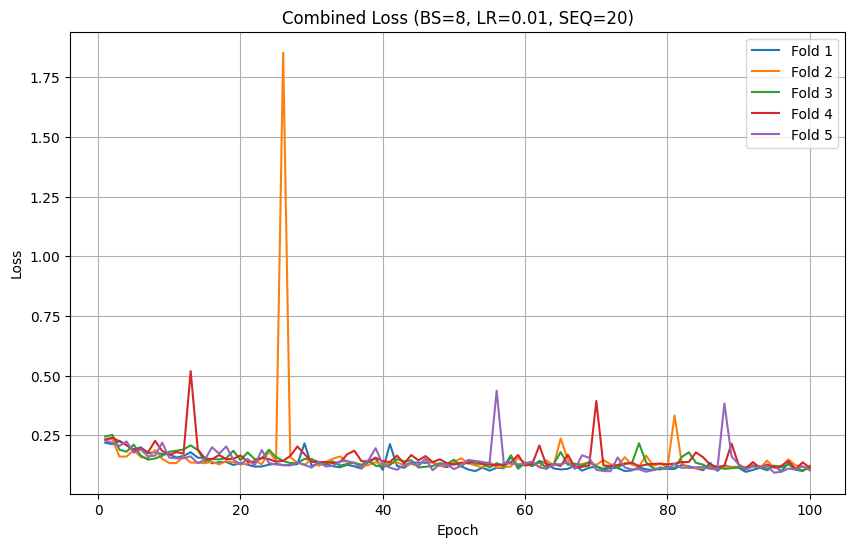 Combined Loss (BS=8, LR=0.01, SEQ=20)
Fold 1
Fold 2
Fold 3
Fold 4
Fold 5
Loss
1.75
1.50
1.25
1.00
0.75
0.50
0.25
0 20 40 60 80 100
Epoch